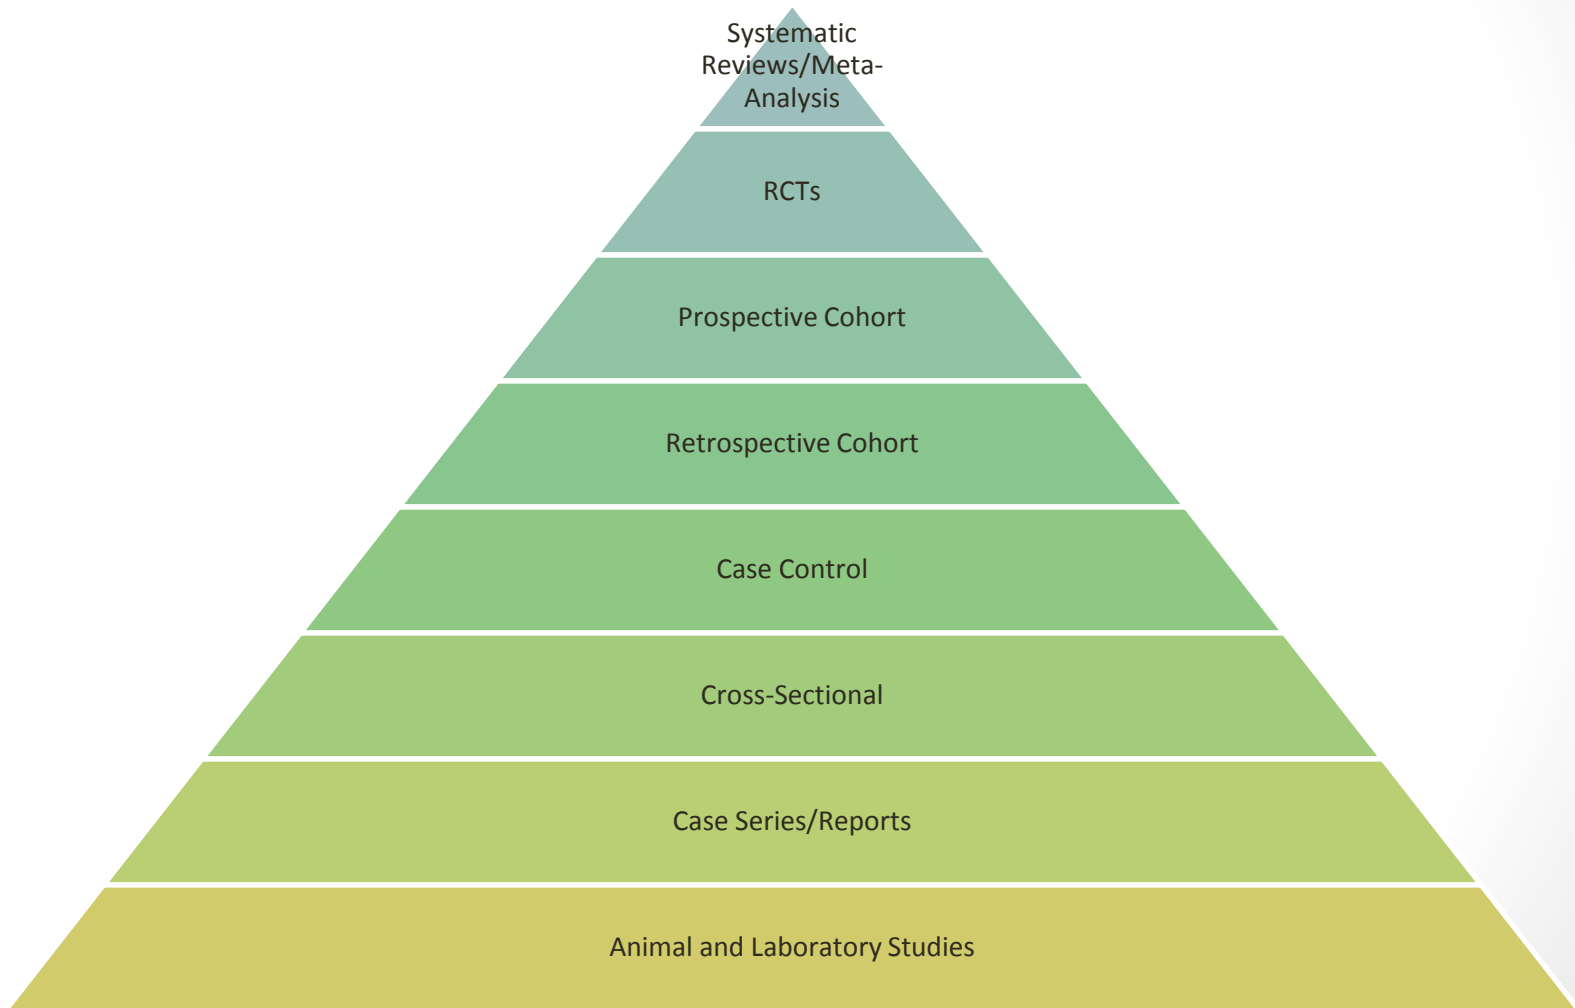 Systematic
Reviews/Meta-
Analysis
RCTs
Prospective Cohort
Retrospective Cohort
Case Control
Cross-Sectional
Case Series/Reports
Animal and Laboratory Studies